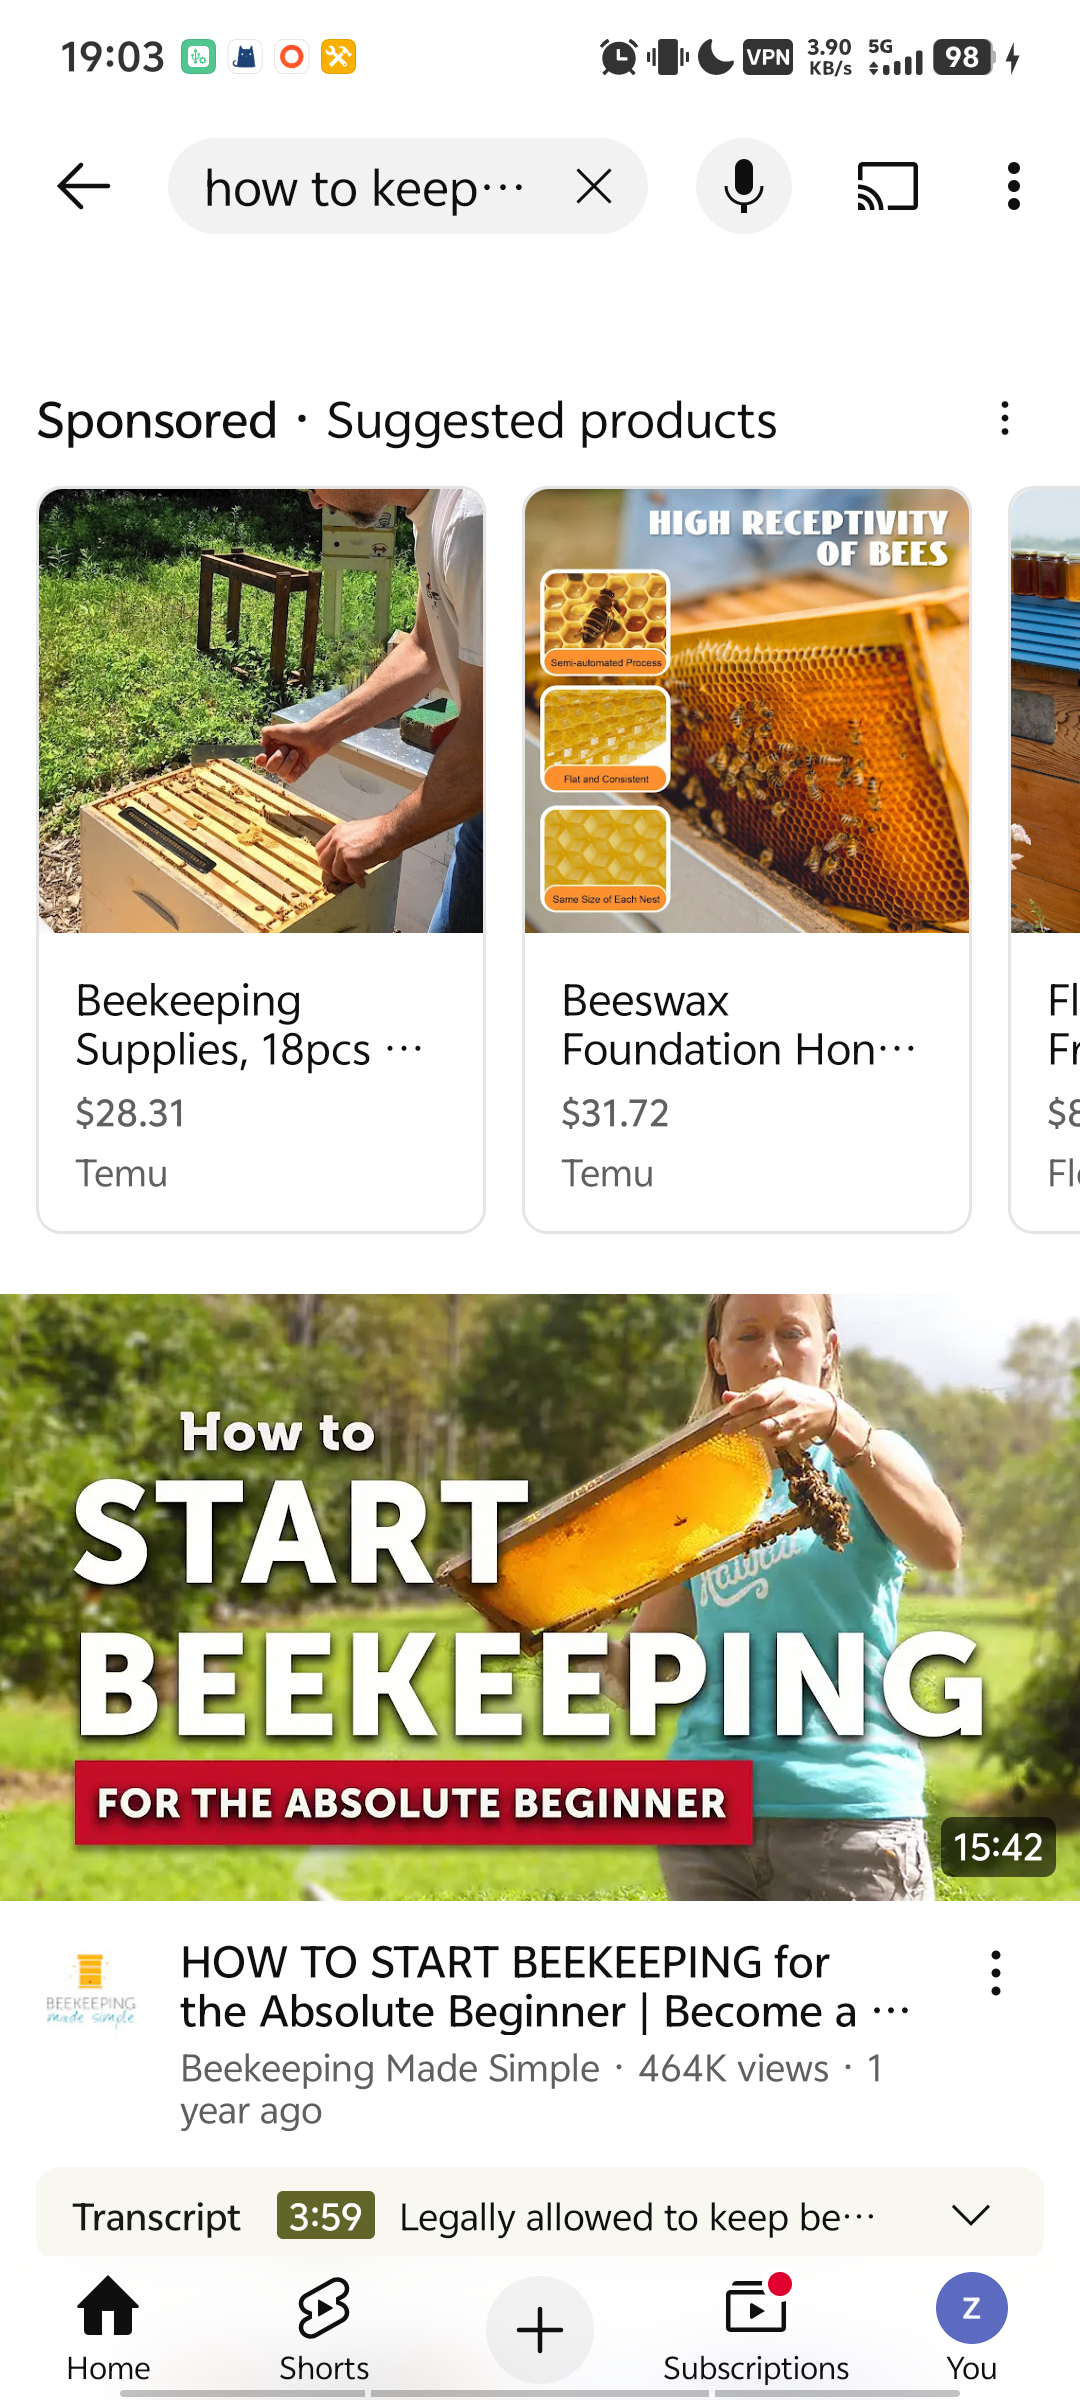 19:03
VPN
3.90 KB/s
5G
98
how to keep...
Sponsored · Suggested products
HIGH RECEPTIVITY
OF BEES
Semi-automated Process
Flat and Consistent
Same Size of Each Nest
Beekeeping
Supplies, 18pcs ...
$28.31
Temu
Beeswax
Foundation Hon...
$31.72
Temu
Fl
Fr
$8
Fl
How to
START
BEEKEEPING
FOR THE ABSOLUTE BEGINNER
15:42
BEEKEEPING
made simple
HOW TO START BEEKEEPING for
the Absolute Beginner | Become a ...
Beekeeping Made Simple · 464K views · 1
year ago
Transcript 3:59 Legally allowed to keep be...
Home
Shorts
Subscriptions
Z
You